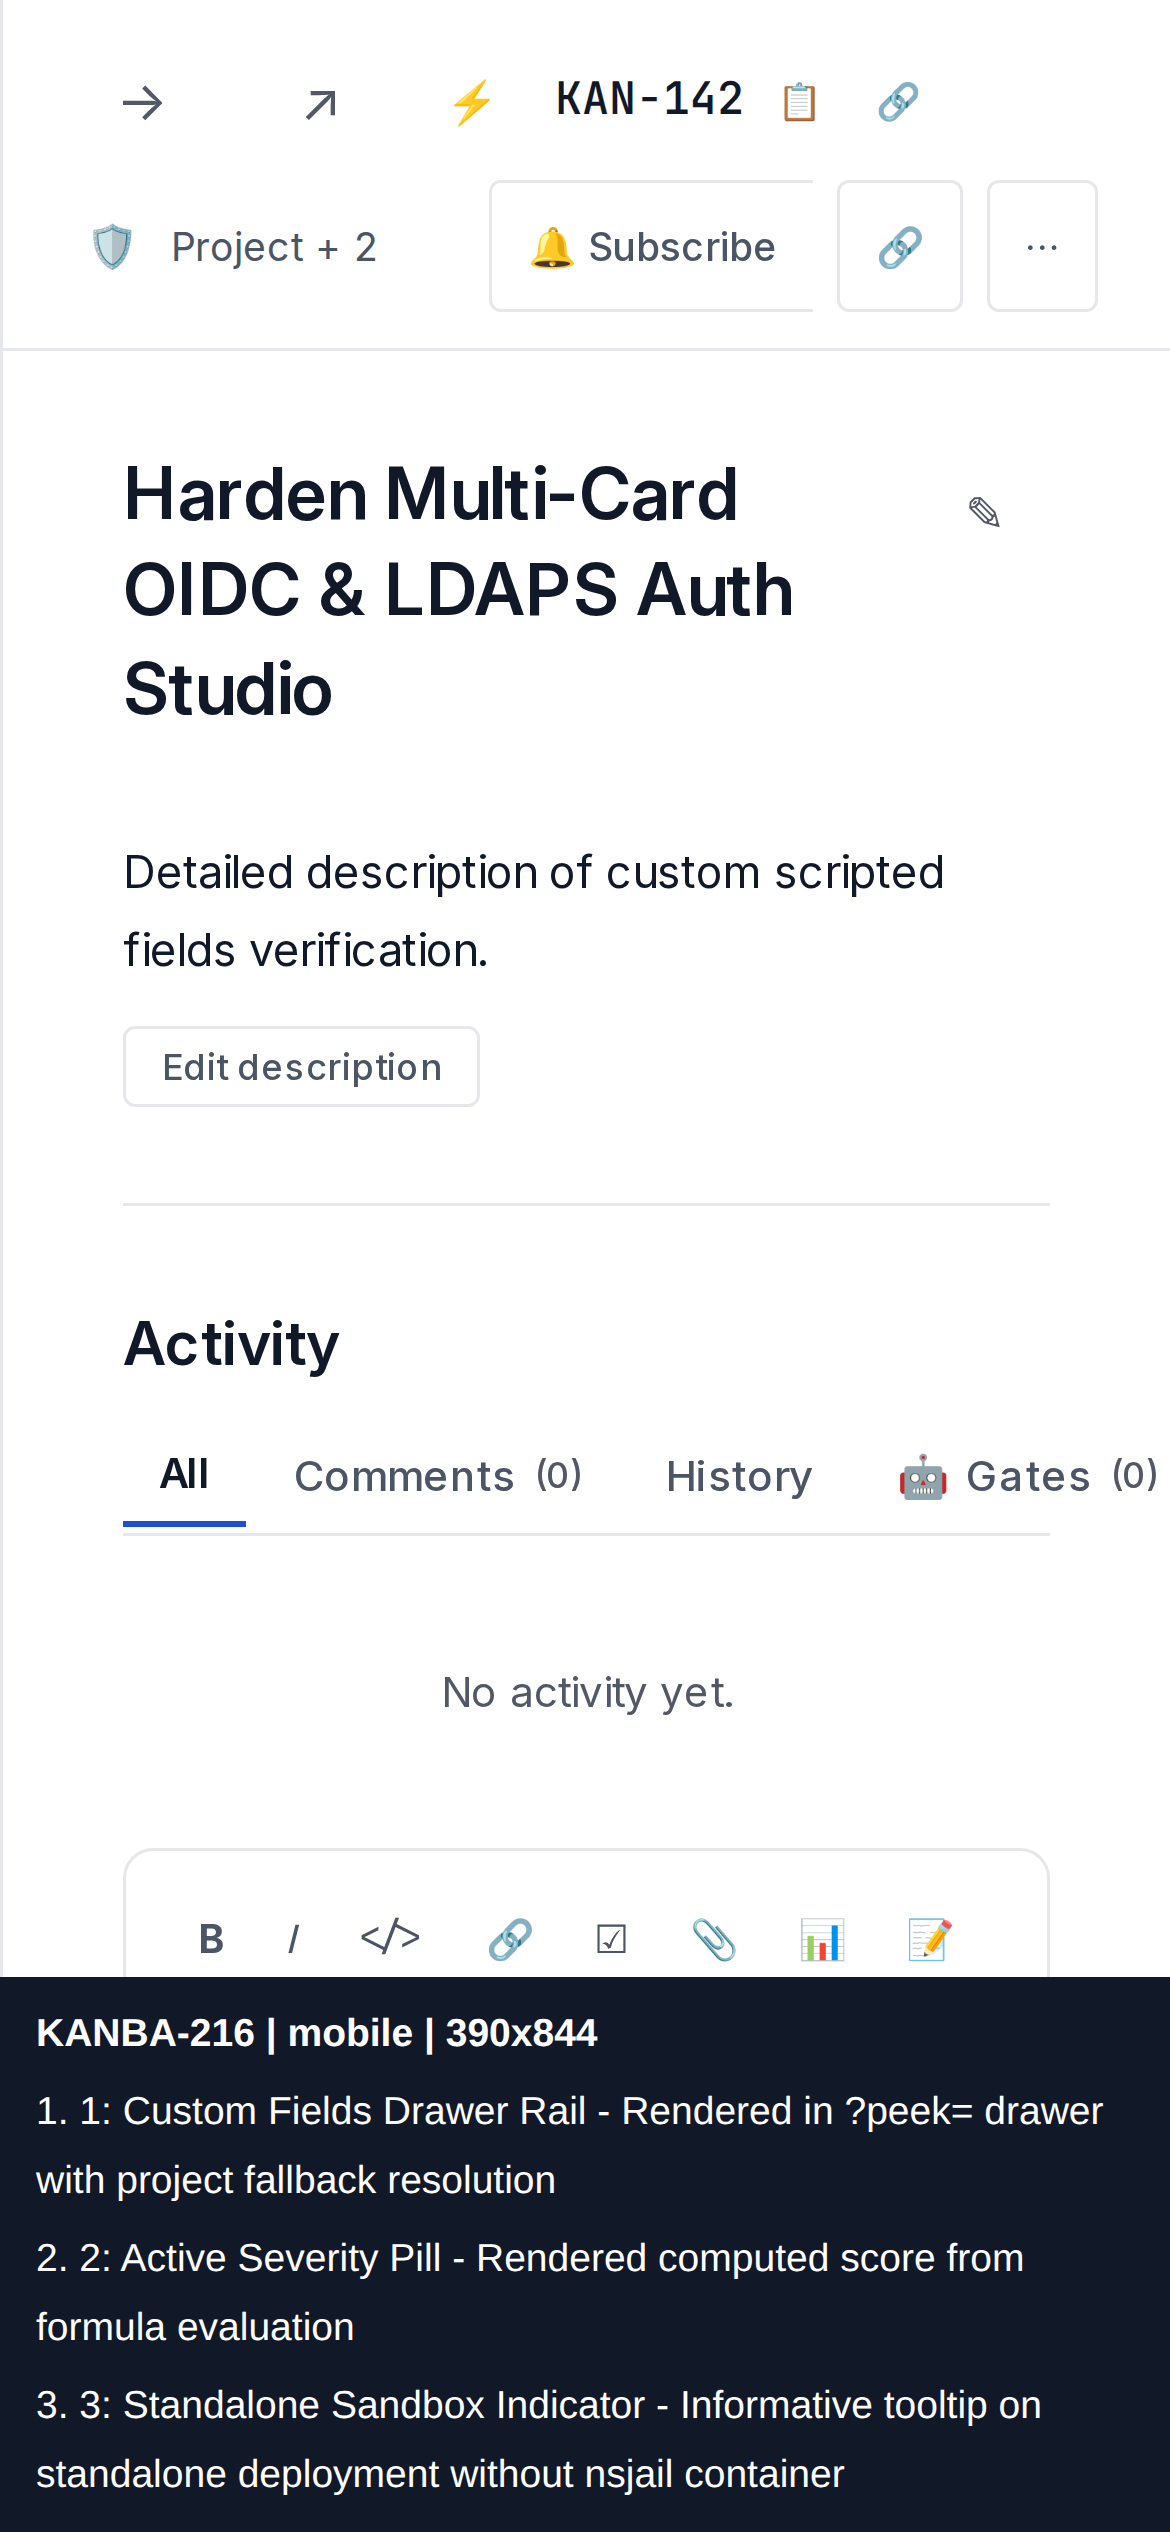 → ↗ ⚡ KAN-142 📋 🔗
🛡️ Project + 2 🔔 Subscribe 🔗 ...
Harden Multi-Card ✎
OIDC & LDAPS Auth
Studio
Detailed description of custom scripted
fields verification.
Edit description
Activity
All Comments (0) History 🤖 Gates (0)
No activity yet.
B I </> 🔗 ☑ 📎 📊 📝
KANBA-216 | mobile | 390x844
1. 1: Custom Fields Drawer Rail - Rendered in ?peek= drawer
with project fallback resolution
2. 2: Active Severity Pill - Rendered computed score from
formula evaluation
3. 3: Standalone Sandbox Indicator - Informative tooltip on
standalone deployment without nsjail container